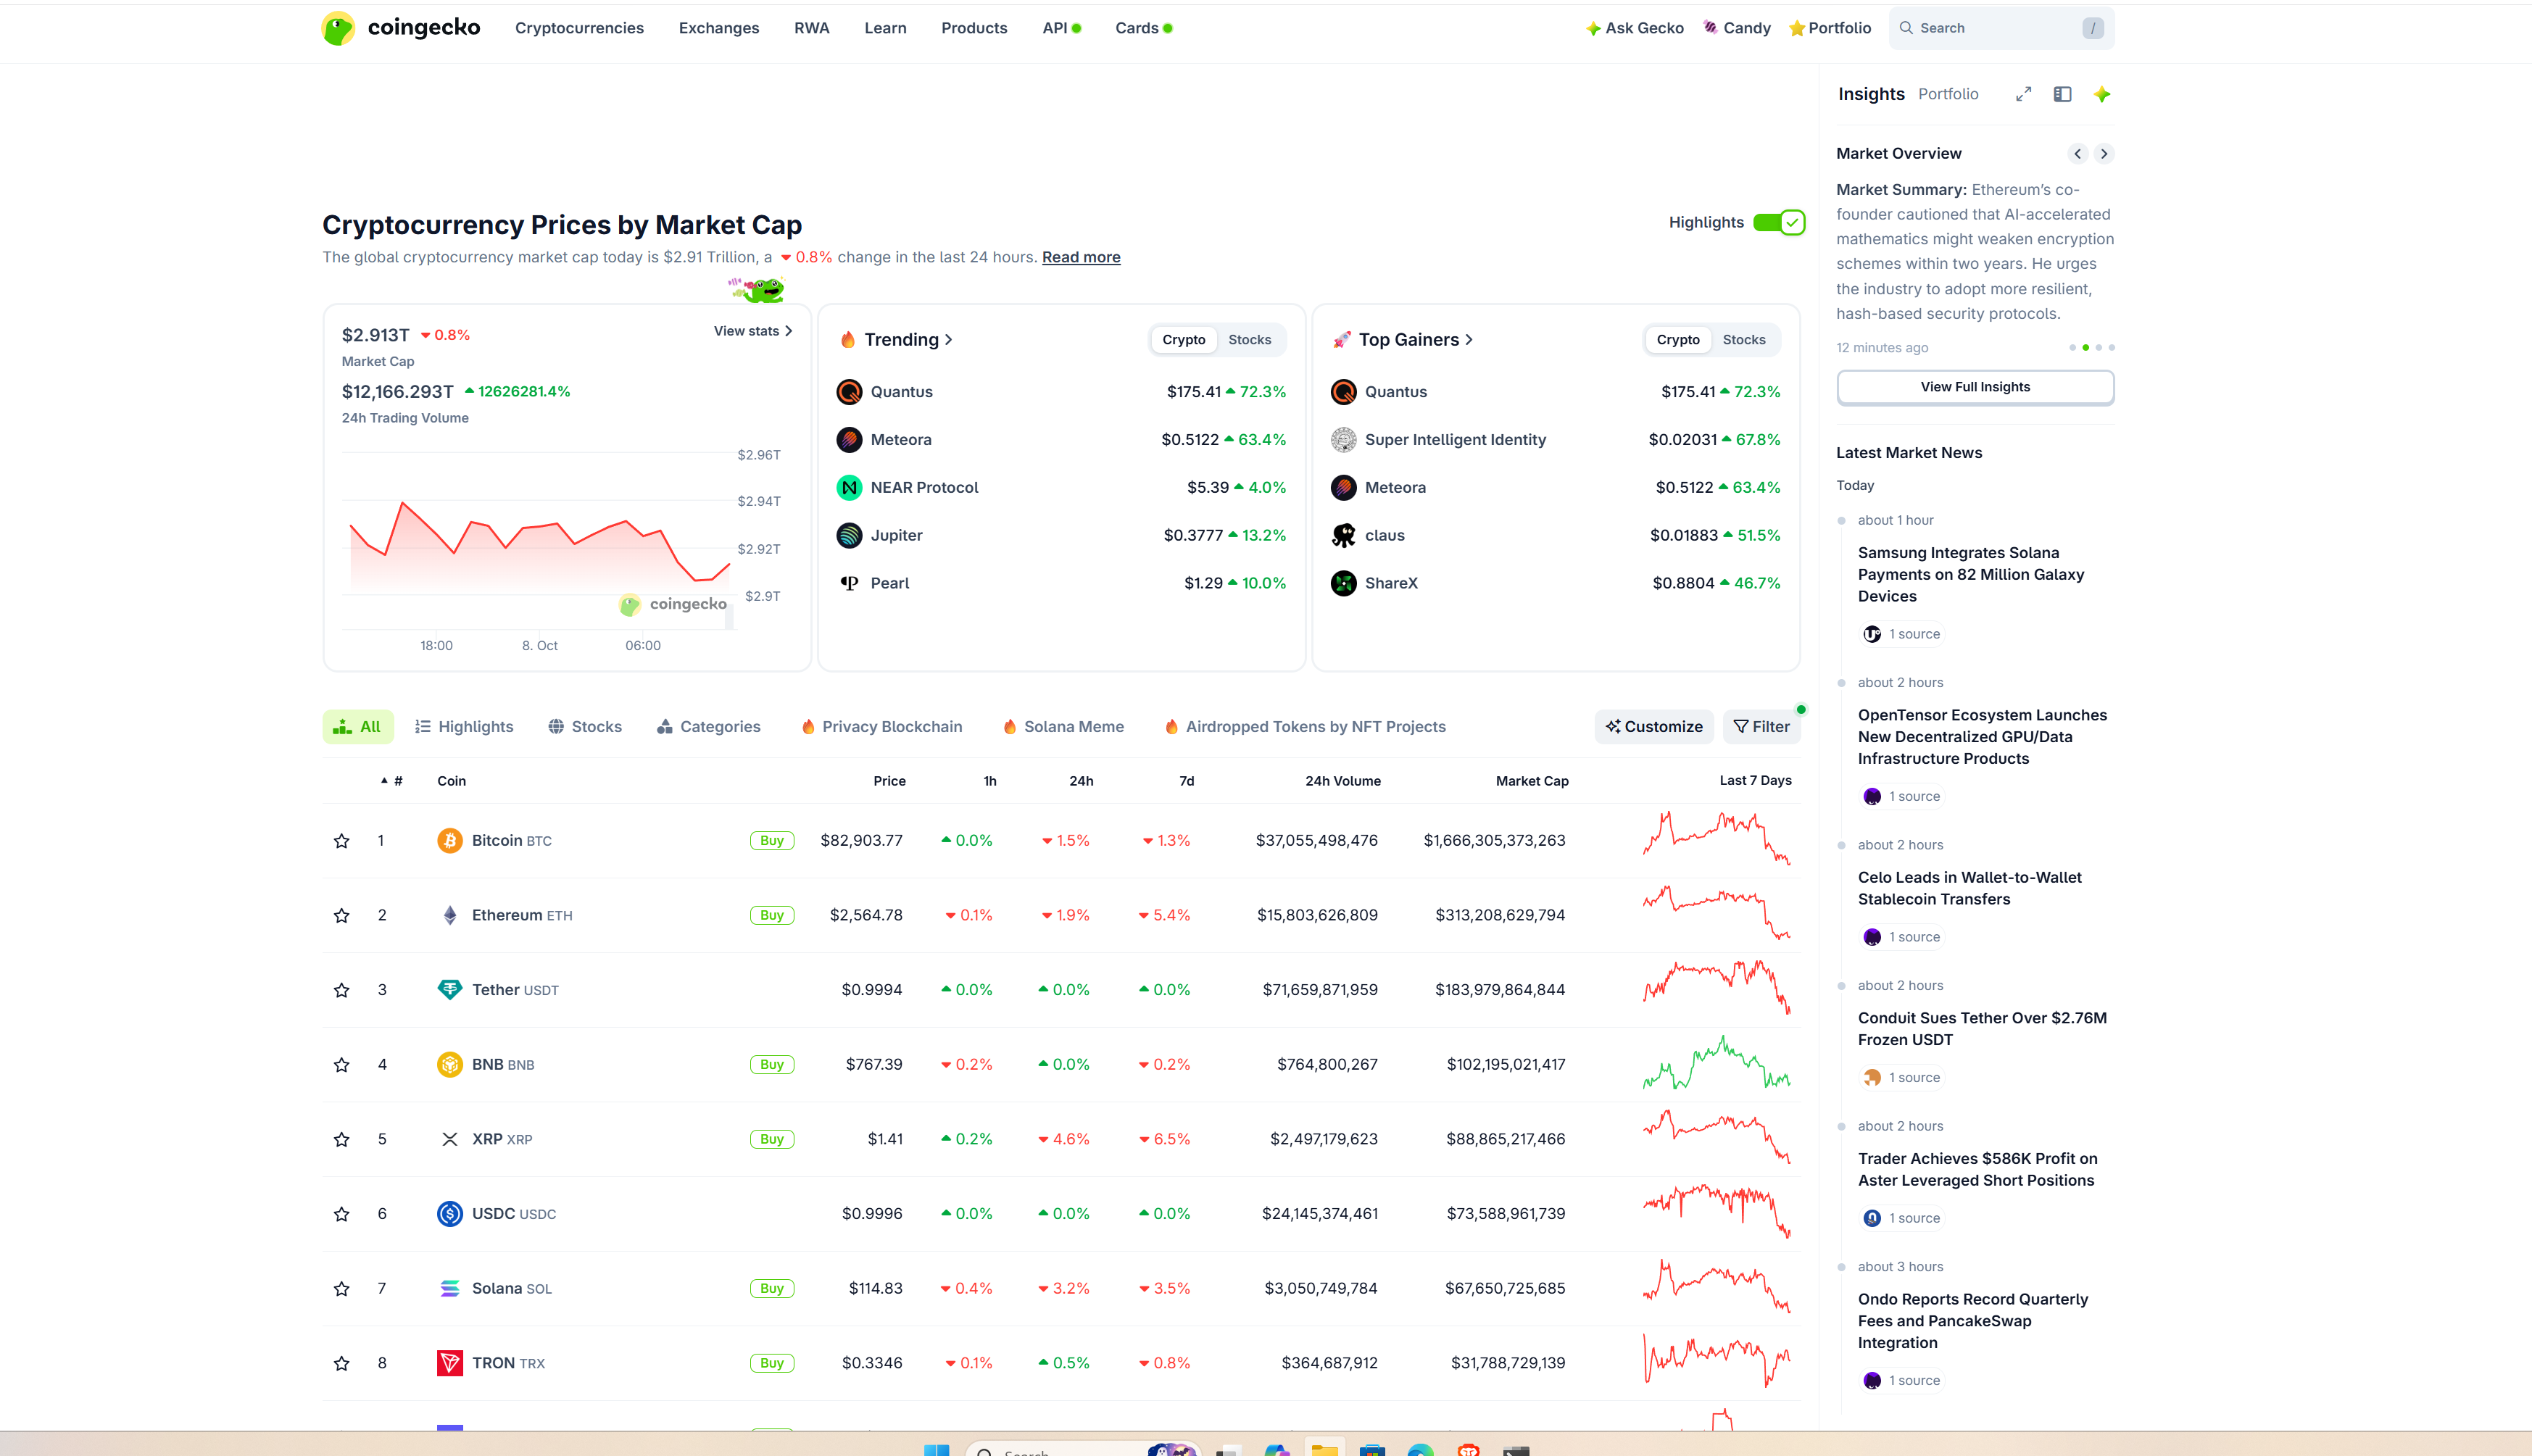 coingecko Cryptocurrencies Exchanges RWA Learn Products API Cards Ask Gecko Candy Portfolio Search /
Cryptocurrency Prices by Market Cap
Highlights
The global cryptocurrency market cap today is $2.91 Trillion, a 0.8% change in the last 24 hours. Read more
$2.913T 0.8%
View stats
Market Cap
$12,166.293T 12626281.4%
24h Trading Volume
$2.96T
$2.94T
$2.92T
$2.9T
coingecko
18:00 8. Oct 06:00
Trending Crypto Stocks
Quantus $175.41 72.3%
Meteora $0.5122 63.4%
NEAR Protocol $5.39 4.0%
Jupiter $0.3777 13.2%
Pearl $1.29 10.0%
Top Gainers Crypto Stocks
Quantus $175.41 72.3%
Super Intelligent Identity $0.02031 67.8%
Meteora $0.5122 63.4%
claus $0.01883 51.5%
ShareX $0.8804 46.7%
All Highlights Stocks Categories Privacy Blockchain Solana Meme Airdropped Tokens by NFT Projects Customize Filter
# Coin Price 1h 24h 7d 24h Volume Market Cap Last 7 Days
1 Bitcoin BTC Buy $82,903.77 0.0% 1.5% 1.3% $37,055,498,476 $1,666,305,373,263
2 Ethereum ETH Buy $2,564.78 0.1% 1.9% 5.4% $15,803,626,809 $313,208,629,794
3 Tether USDT $0.9994 0.0% 0.0% 0.0% $71,659,871,959 $183,979,864,844
4 BNB BNB Buy $767.39 0.2% 0.0% 0.2% $764,800,267 $102,195,021,417
5 XRP XRP Buy $1.41 0.2% 4.6% 6.5% $2,497,179,623 $88,865,217,466
6 USDC USDC $0.9996 0.0% 0.0% 0.0% $24,145,374,461 $73,588,961,739
7 Solana SOL Buy $114.83 0.4% 3.2% 3.5% $3,050,749,784 $67,650,725,685
8 TRON TRX Buy $0.3346 0.1% 0.5% 0.8% $364,687,912 $31,788,729,139
Insights Portfolio
Market Overview
Market Summary: Ethereum's co-
founder cautioned that AI-accelerated
mathematics might weaken encryption
schemes within two years. He urges
the industry to adopt more resilient,
hash-based security protocols.
12 minutes ago
View Full Insights
Latest Market News
Today
about 1 hour
Samsung Integrates Solana
Payments on 82 Million Galaxy
Devices
1 source
about 2 hours
OpenTensor Ecosystem Launches
New Decentralized GPU/Data
Infrastructure Products
1 source
about 2 hours
Celo Leads in Wallet-to-Wallet
Stablecoin Transfers
1 source
about 2 hours
Conduit Sues Tether Over $2.76M
Frozen USDT
1 source
about 2 hours
Trader Achieves $586K Profit on
Aster Leveraged Short Positions
1 source
about 3 hours
Ondo Reports Record Quarterly
Fees and PancakeSwap
Integration
1 source
Search